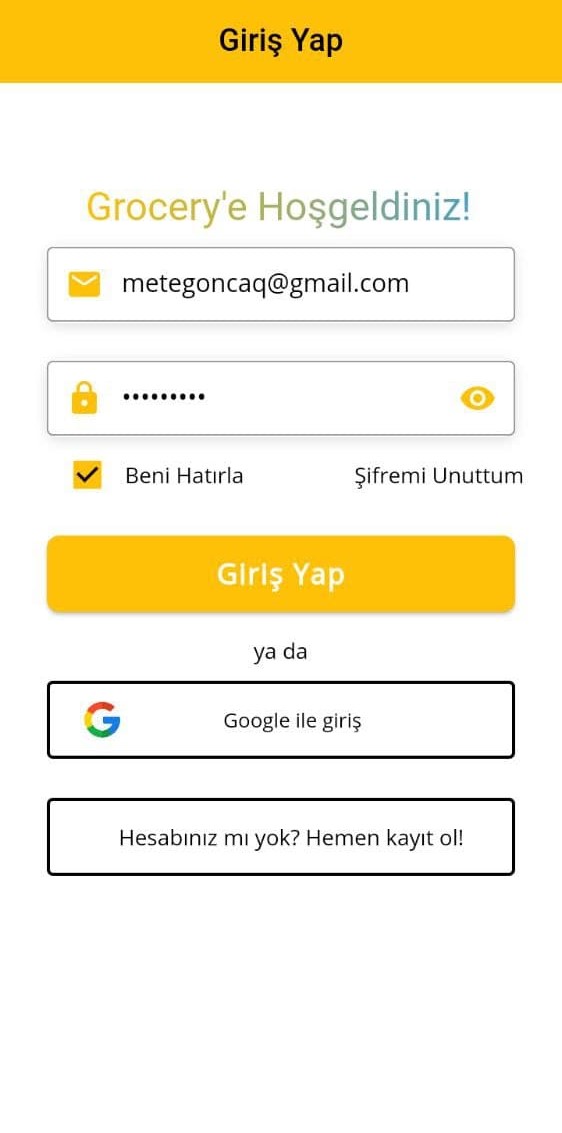 Giriş Yap
Grocery'e Hoşgeldiniz!
metegoncaq@gmail.com
•••••••••
Beni Hatırla Şifremi Unuttum
Giriş Yap
ya da
Google ile giriş
Hesabınız mı yok? Hemen kayıt ol!